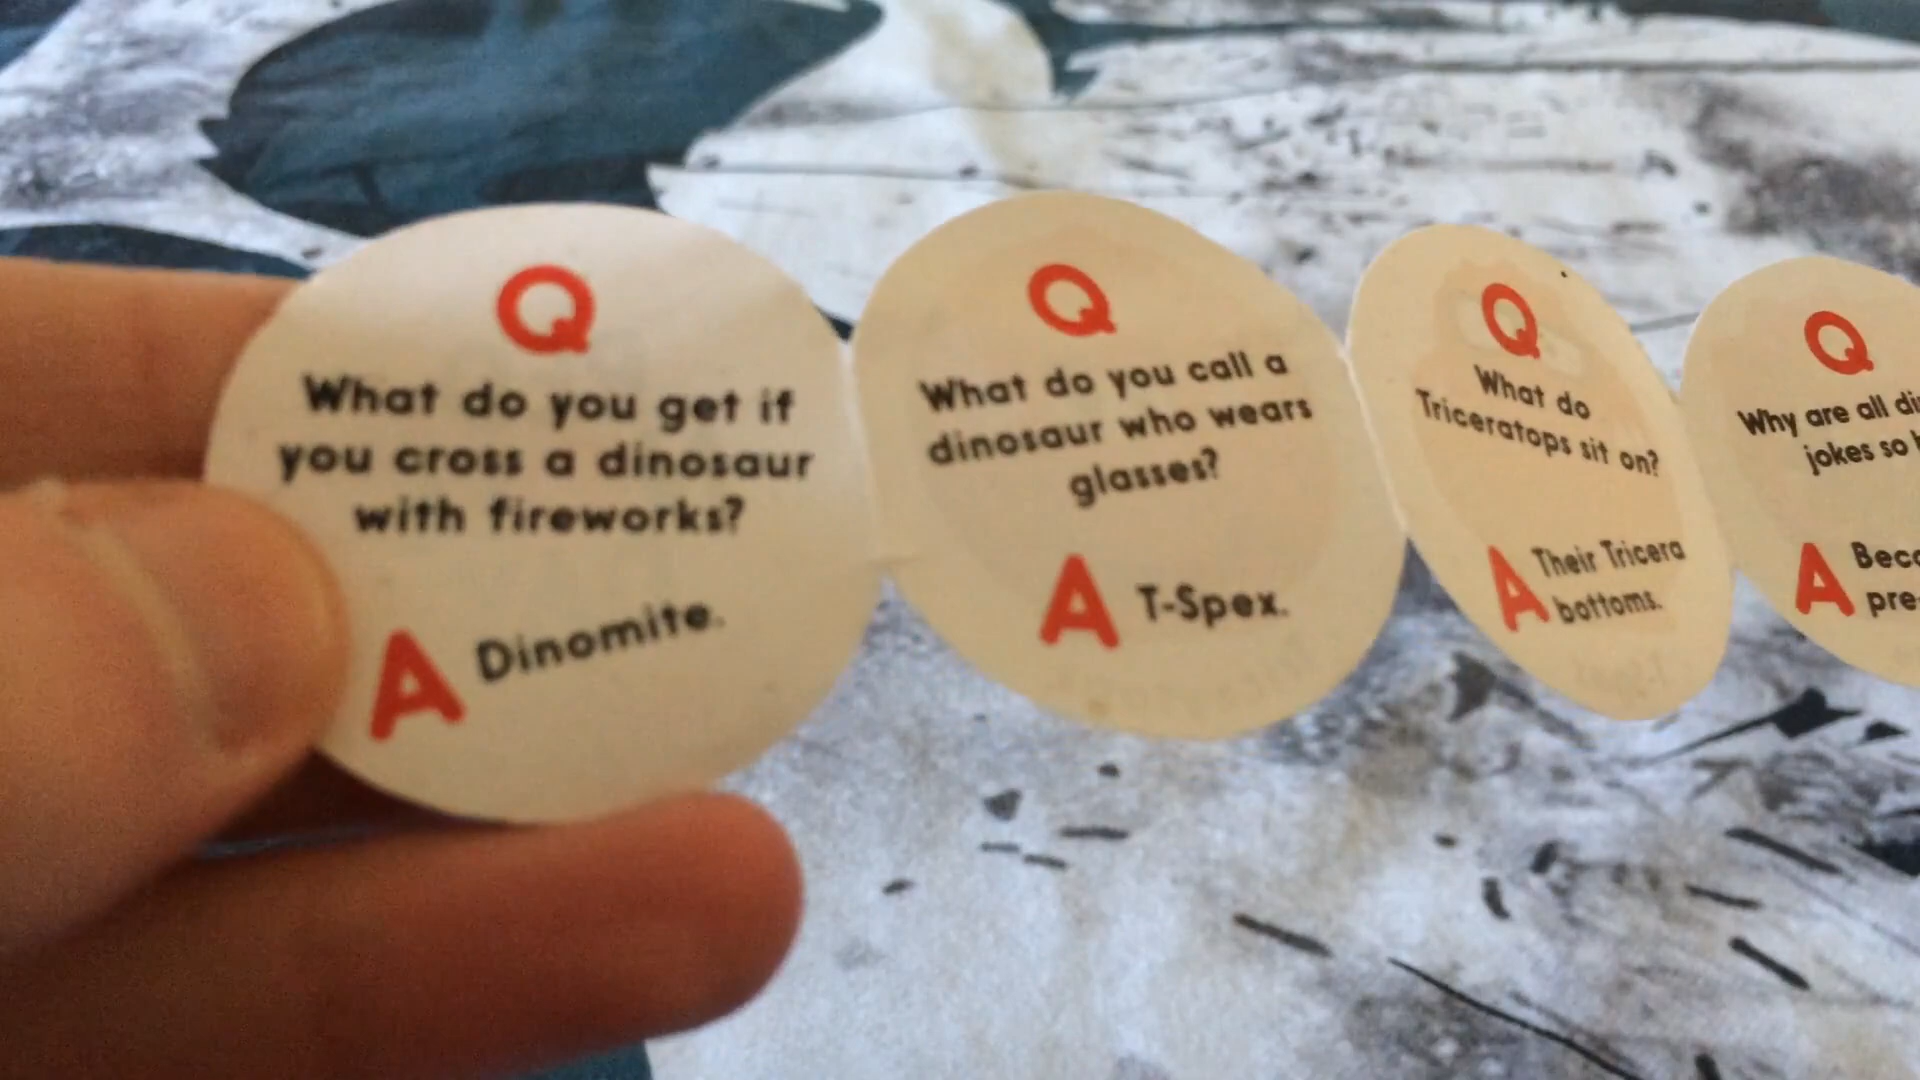 Q
What do you get if
you cross a dinosaur
with fireworks?
A Dinomite.
Q
What do you call a
dinosaur who wears
glasses?
A T-Spex.
Q
What do
Triceratops sit on?
A Their Tricera
bottoms.
Q
Why are all
jokes so
A